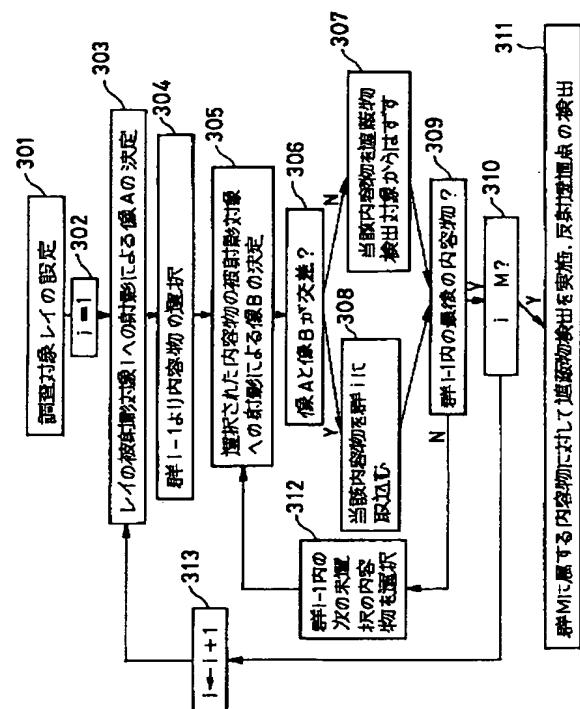 301
調査対象レイの設定
302
i=1
303
レイの被射影対象iへの射影による像Aの決定
304
群i-1より内容物の選択
305
選択された内容物の被射影対象
への射影による像Bの決定
306
像Aと像Bが交差?
Y
N
307
当該内容物を遮蔽物
検出対象からはずす
308
当該内容物を群iに
取込む
309
群i-1内の最後の内容物?
N
Y
310
i M?
Y
311
群Mに属する内容物に対して遮蔽物検出を実施,反射透過点の検出
312
群i-1内の
次の未選
択の内容
物を選択
313
i←i+1